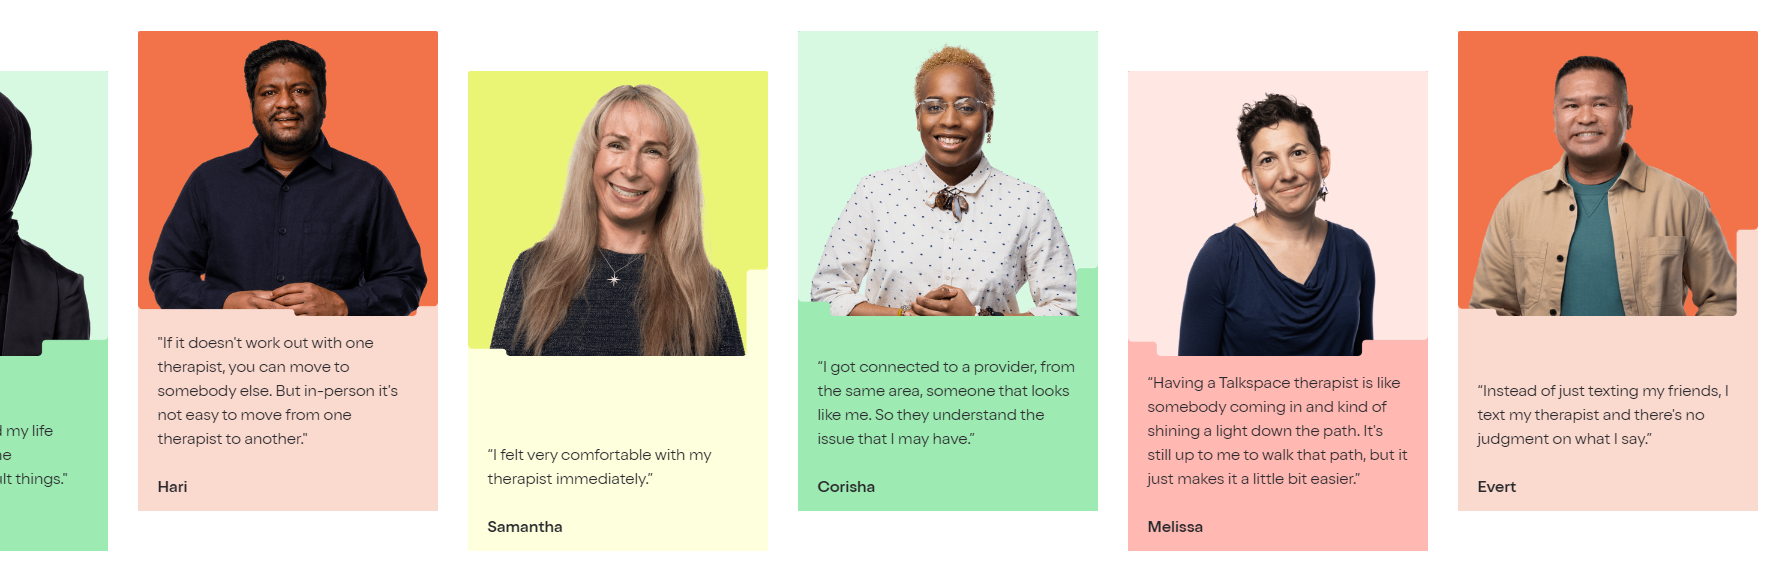 my life
lt things."
"If it doesn't work out with one
therapist, you can move to
somebody else. But in-person it's
not easy to move from one
therapist to another."
Hari
“I felt very comfortable with my
therapist immediately.”
Samantha
“I got connected to a provider, from
the same area, someone that looks
like me. So they understand the
issue that I may have.”
Corisha
“Having a Talkspace therapist is like
somebody coming in and kind of
shining a light down the path. It's
still up to me to walk that path, but it
just makes it a little bit easier.”
Melissa
“Instead of just texting my friends, I
text my therapist and there's no
judgment on what I say.”
Evert